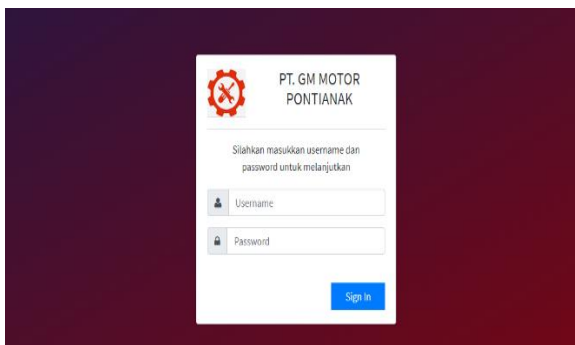 PT. GM MOTOR
PONTIANAK
Silahkan masukkan username dan
password untuk melanjutkan
Username
Password
Sign In